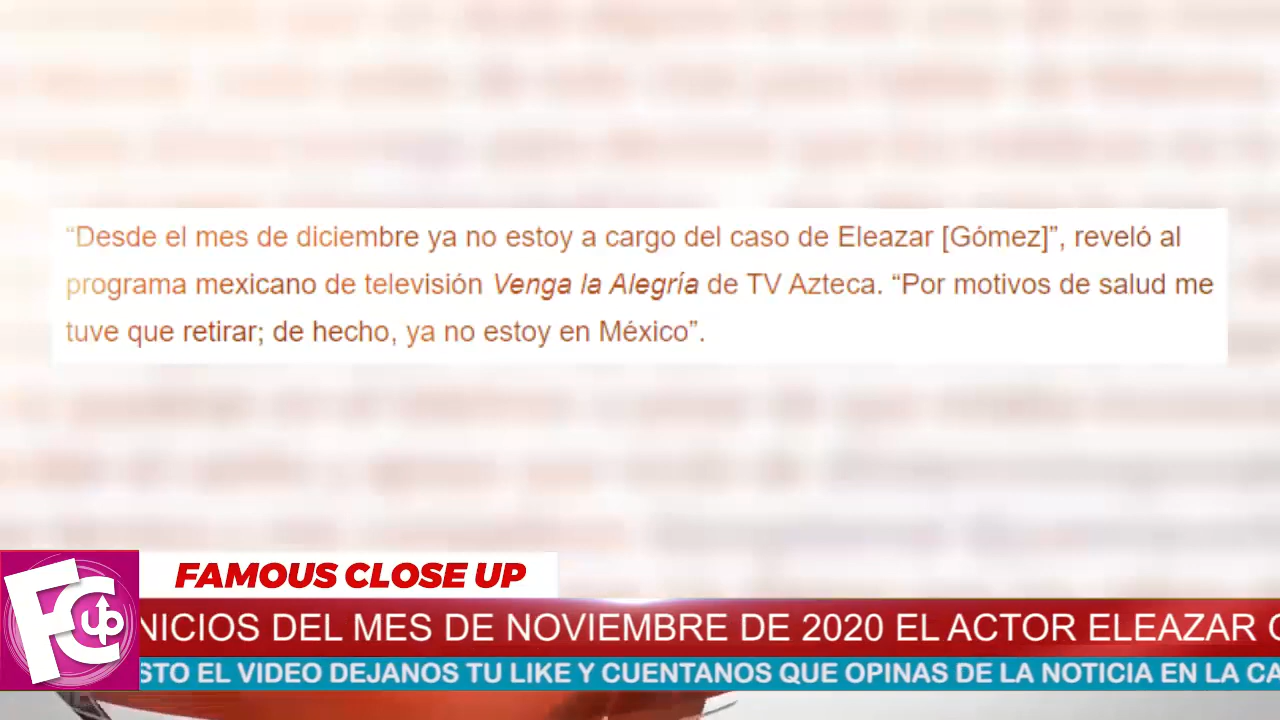 “Desde el mes de diciembre ya no estoy a cargo del caso de Eleazar [Gómez]”, reveló al
programa mexicano de televisión Venga la Alegría de TV Azteca. “Por motivos de salud me
tuve que retirar; de hecho, ya no estoy en México”.
FAMOUS CLOSE UP
FC UP
NICIOS DEL MES DE NOVIEMBRE DE 2020 EL ACTOR ELEAZAR
STO EL VIDEO DEJANOS TU LIKE Y CUENTANOS QUE OPINAS DE LA NOTICIA EN LA CA